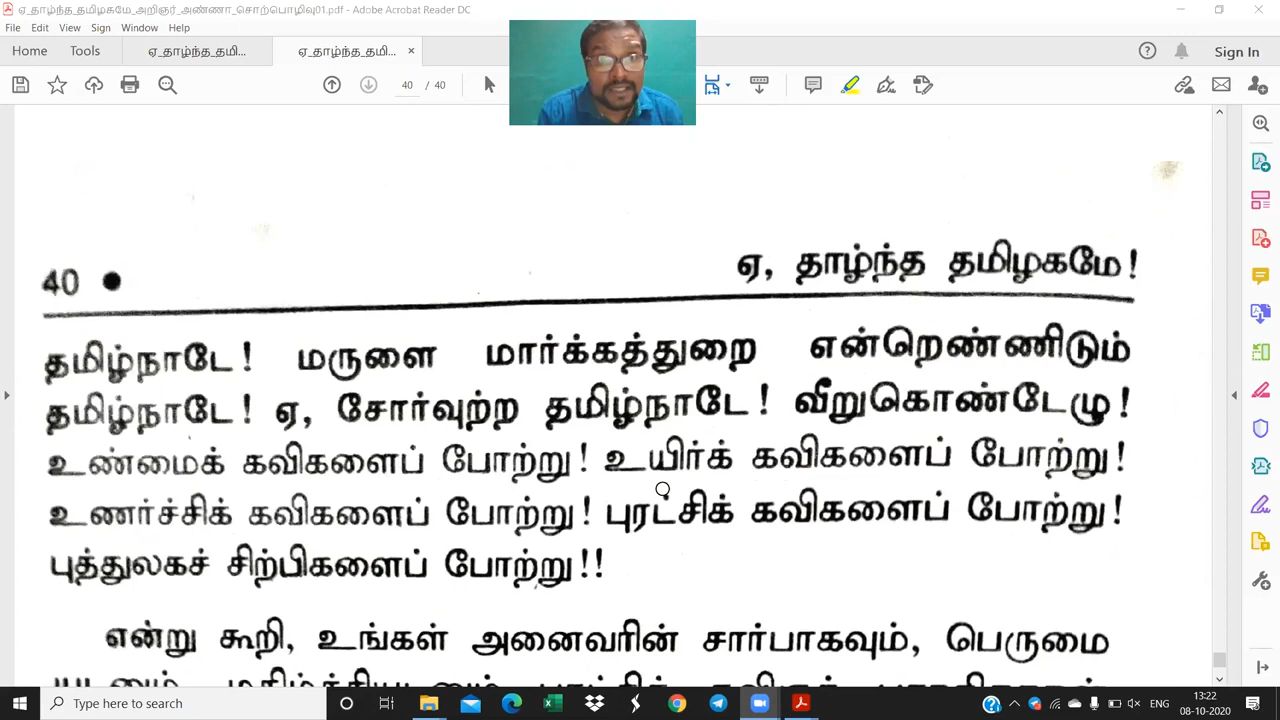 ஏ_தாழ்ந்த_தமிழகமே_அறிஞர்_அண்ணா_சொற்பொழிவு01.pdf - Adobe Acrobat Reader DC
File Edit View Sign Window Help
Home Tools ஏ_தாழ்ந்த_தமி... ஏ_தாழ்ந்த_தமி... × Sign In
40 / 40
40 ● ஏ, தாழ்ந்த தமிழகமே!
தமிழ்நாடே! மருளை மார்க்கத்துறை என்றெண்ணிடும்
தமிழ்நாடே! ஏ, சோர்வுற்ற தமிழ்நாடே! வீறுகொண்டேழு!
உண்மைக் கவிகளைப் போற்று! உயிர்க் கவிகளைப் போற்று!
உணர்ச்சிக் கவிகளைப் போற்று! புரட்சிக் கவிகளைப் போற்று!
புத்துலகச் சிற்பிகளைப் போற்று!!
என்று கூறி, உங்கள் அனைவரின் சார்பாகவும், பெருமை
Type here to search
ENG
13:22
08-10-2020